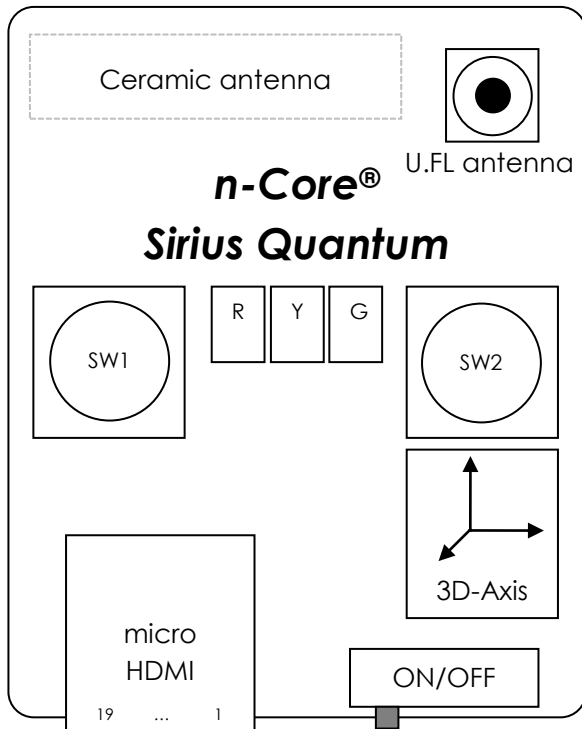 Ceramic antenna
U.FL antenna
n-Core®
Sirius Quantum
R Y G
SW1
SW2
3D-Axis
micro
HDMI
ON/OFF
19 ... 1